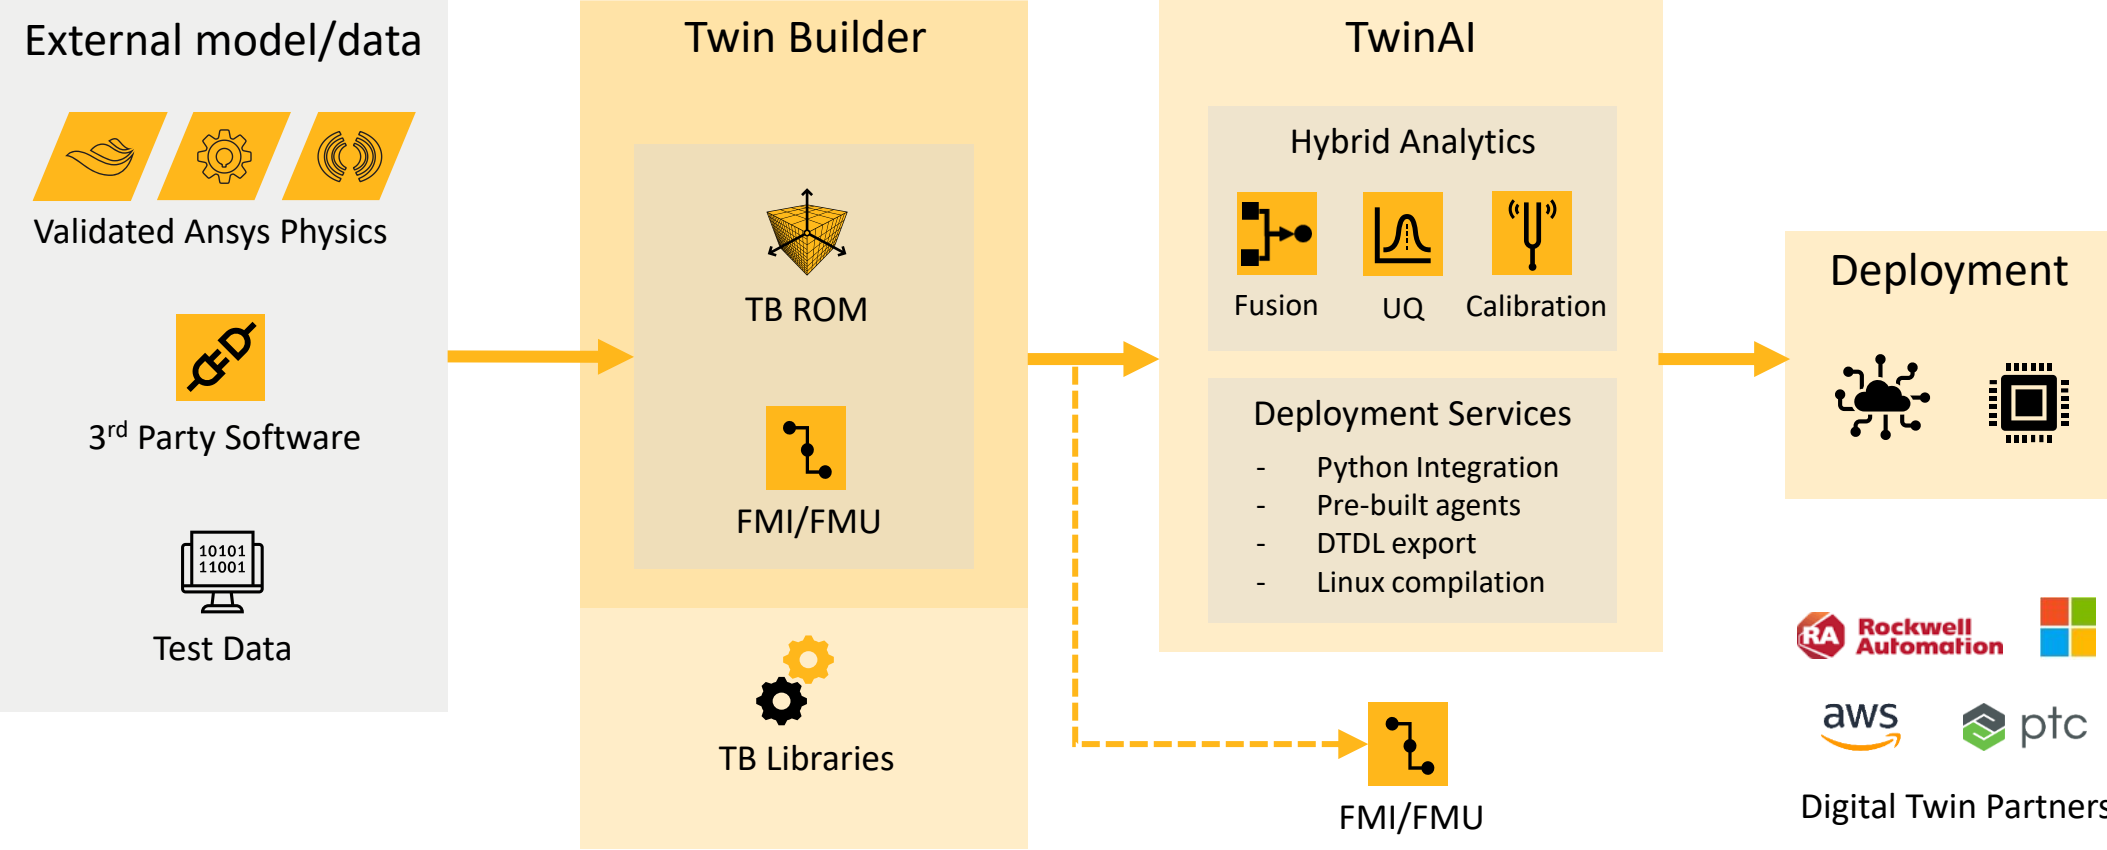 External model/data
Validated Ansys Physics
3rd Party Software
10101
11001
Test Data
Twin Builder
TB ROM
FMI/FMU
TB Libraries
TwinAI
Hybrid Analytics
Fusion
UQ
Calibration
Deployment Services
- Python Integration
- Pre-built agents
- DTDL export
- Linux compilation
FMI/FMU
Deployment
RA Rockwell
Automation
aws
ptc
Digital Twin Partners